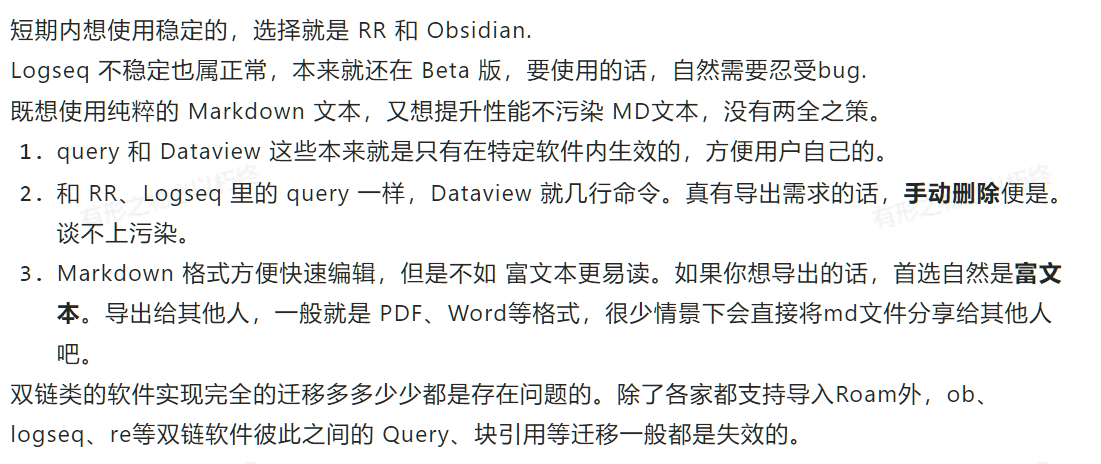 短期内想使用稳定的，选择就是 RR 和 Obsidian.
Logseq 不稳定也属正常，本来就还在 Beta 版，要使用的话，自然需要忍受bug.
既想使用纯粹的 Markdown 文本，又想提升性能不污染 MD文本，没有两全之策。
1. query 和 Dataview 这些本来就是只有在特定软件内生效的，方便用户自己的。
2. 和 RR、Logseq 里的 query 一样，Dataview 就几行命令。真有导出需求的话，手动删除便是。
谈不上污染。
3. Markdown 格式方便快速编辑，但是不如 富文本更易读。如果你想导出的话，首选自然是富文
本。导出给其他人，一般就是 PDF、Word等格式，很少情景下会直接将md文件分享给其他人
吧。
双链类的软件实现完全的迁移多多少少都是存在问题的。除了各家都支持导入Roam外，ob、
logseq、re等双链软件彼此之间的 Query、块引用等迁移一般都是失效的。